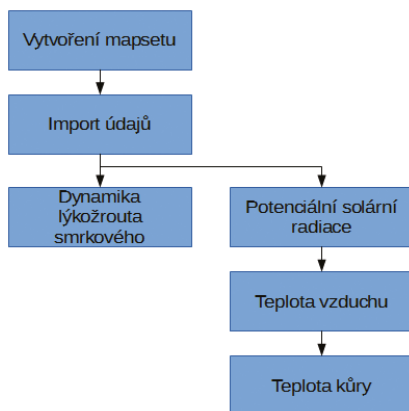 Vytvoření mapsetu
Import údajů
Dynamika
lýkožrouta
smrkového
Potenciální solární
radiace
Teplota vzduchu
Teplota kůry